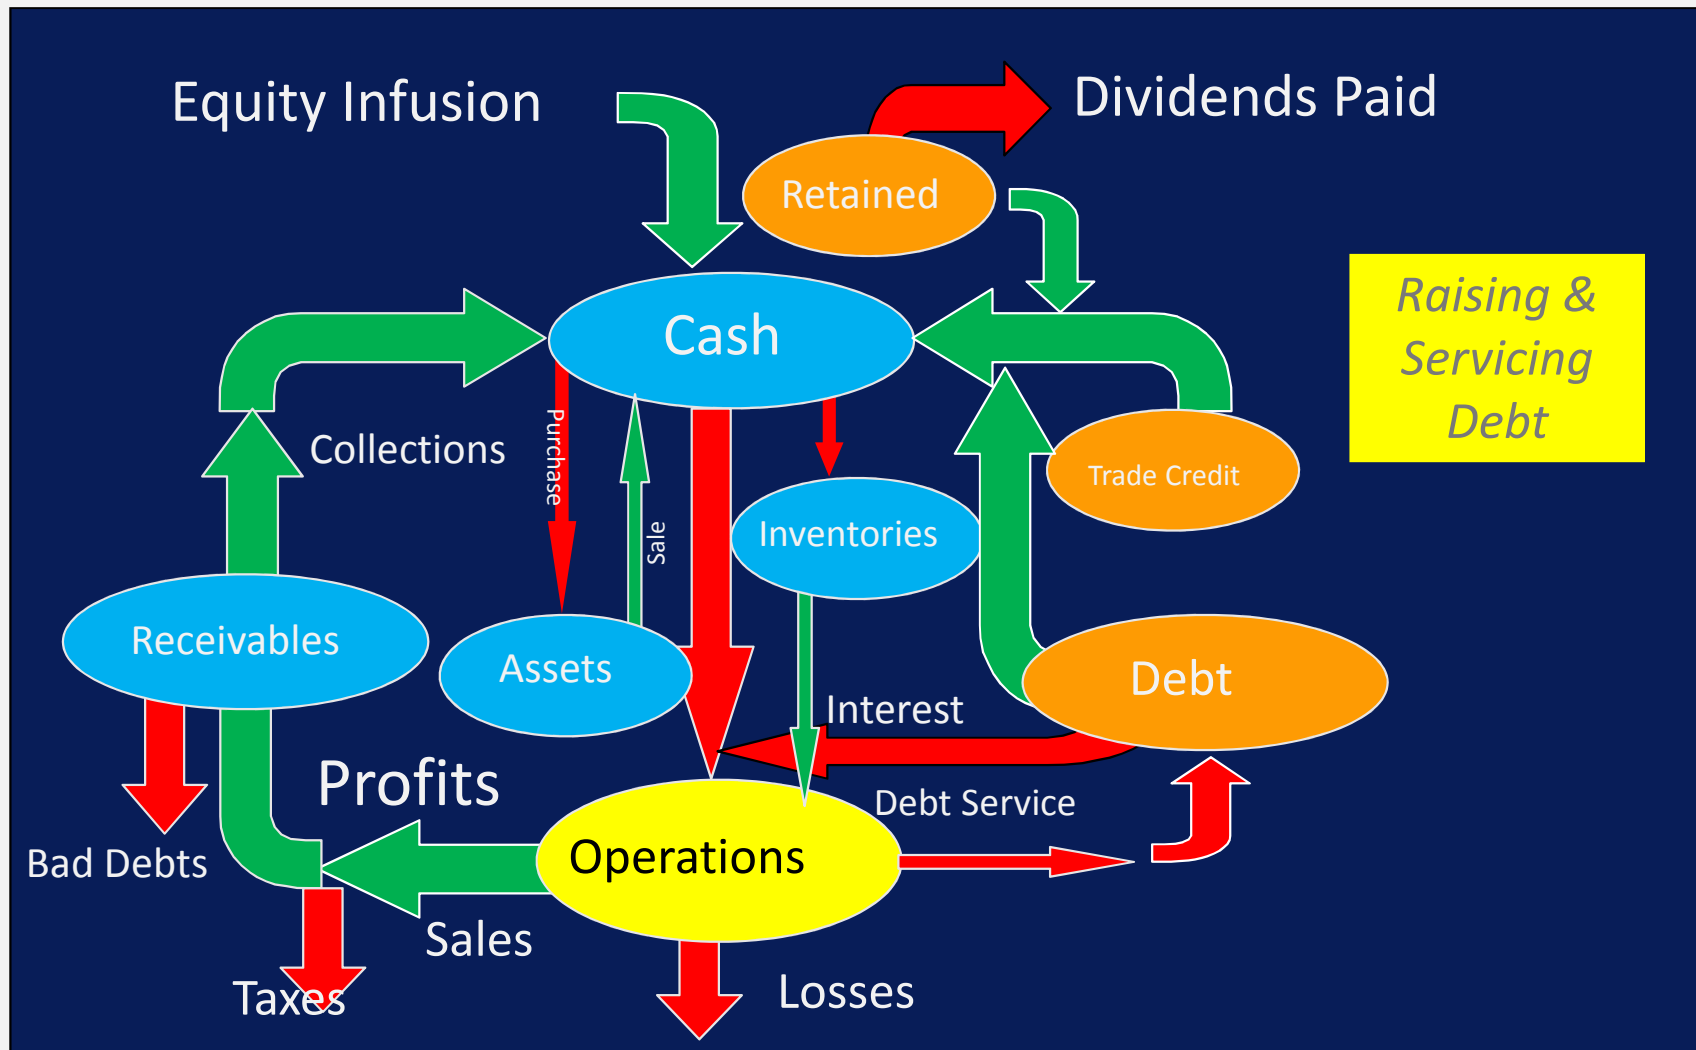 Equity Infusion
Dividends Paid
Retained
Raising &
Servicing
Debt
Cash
Collections
Purchase
Sale
Trade Credit
Inventories
Receivables
Assets
Debt
Interest
Profits
Debt Service
Bad Debts
Operations
Sales
Taxes
Losses